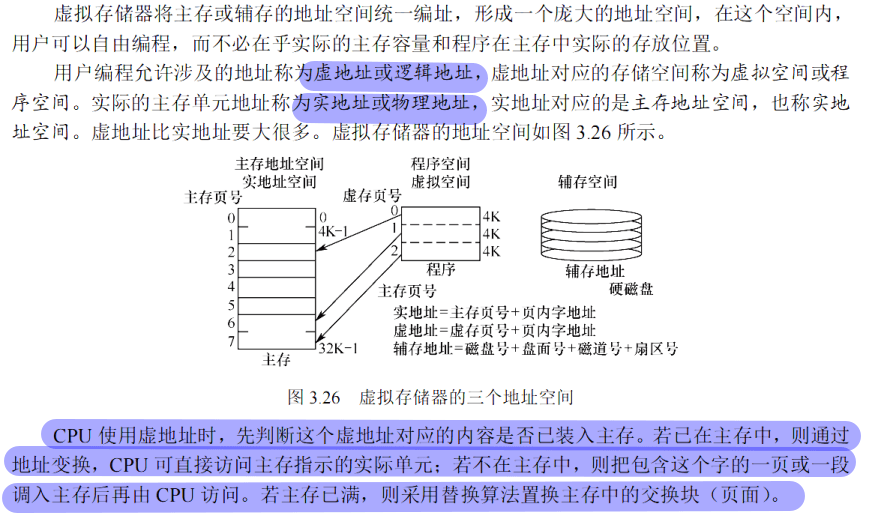 虚拟存储器将主存或辅存的地址空间统一编址，形成一个庞大的地址空间，在这个空间内，
用户可以自由编程，而不必在乎实际的主存容量和程序在主存中实际的存放位置。
用户编程允许涉及的地址称为虚地址或逻辑地址，虚地址对应的存储空间称为虚拟空间或程
序空间。实际的主存单元地址称为实地址或物理地址，实地址对应的是主存地址空间，也称实地
址空间。虚地址比实地址要大很多。虚拟存储器的地址空间如图 3.26 所示。
主存地址空间
实地址空间
主存页号
0
1
2
3
4
5
6
7
0
4K-1
32K-1
主存
程序空间
虚拟空间
虚存页号
0
1
2
4K
4K
4K
程序
主存页号
辅存空间
辅存地址
硬磁盘
实地址=主存页号+页内字地址
虚地址=虚存页号+页内字地址
辅存地址=磁盘号+盘面号+磁道号+扇区号
图 3.26 虚拟存储器的三个地址空间
CPU 使用虚地址时，先判断这个虚地址对应的内容是否已装入主存。若已在主存中，则通过
地址变换，CPU 可直接访问主存指示的实际单元；若不在主存中，则把包含这个字的一页或一段
调入主存后再由 CPU 访问。若主存已满，则采用替换算法置换主存中的交换块（页面）。